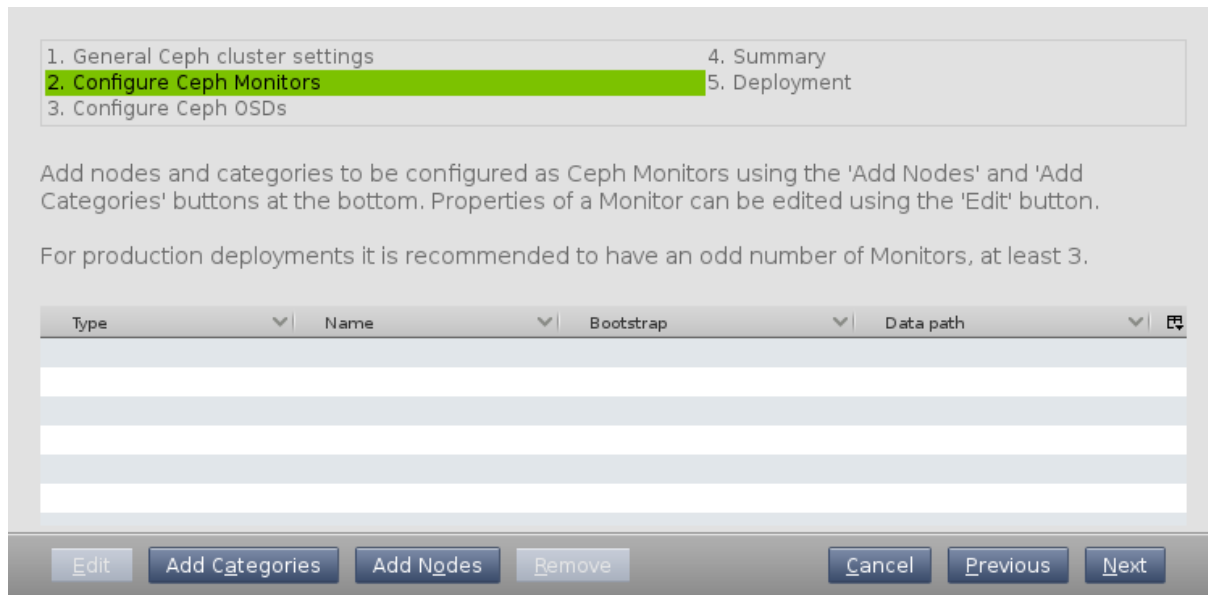 1. General Ceph cluster settings
2. Configure Ceph Monitors
3. Configure Ceph OSDs
4. Summary
5. Deployment
Add nodes and categories to be configured as Ceph Monitors using the 'Add Nodes' and 'Add
Categories' buttons at the bottom. Properties of a Monitor can be edited using the 'Edit' button.
For production deployments it is recommended to have an odd number of Monitors, at least 3.
Type Name Bootstrap Data path
Edit Add Categories Add Nodes Remove Cancel Previous Next